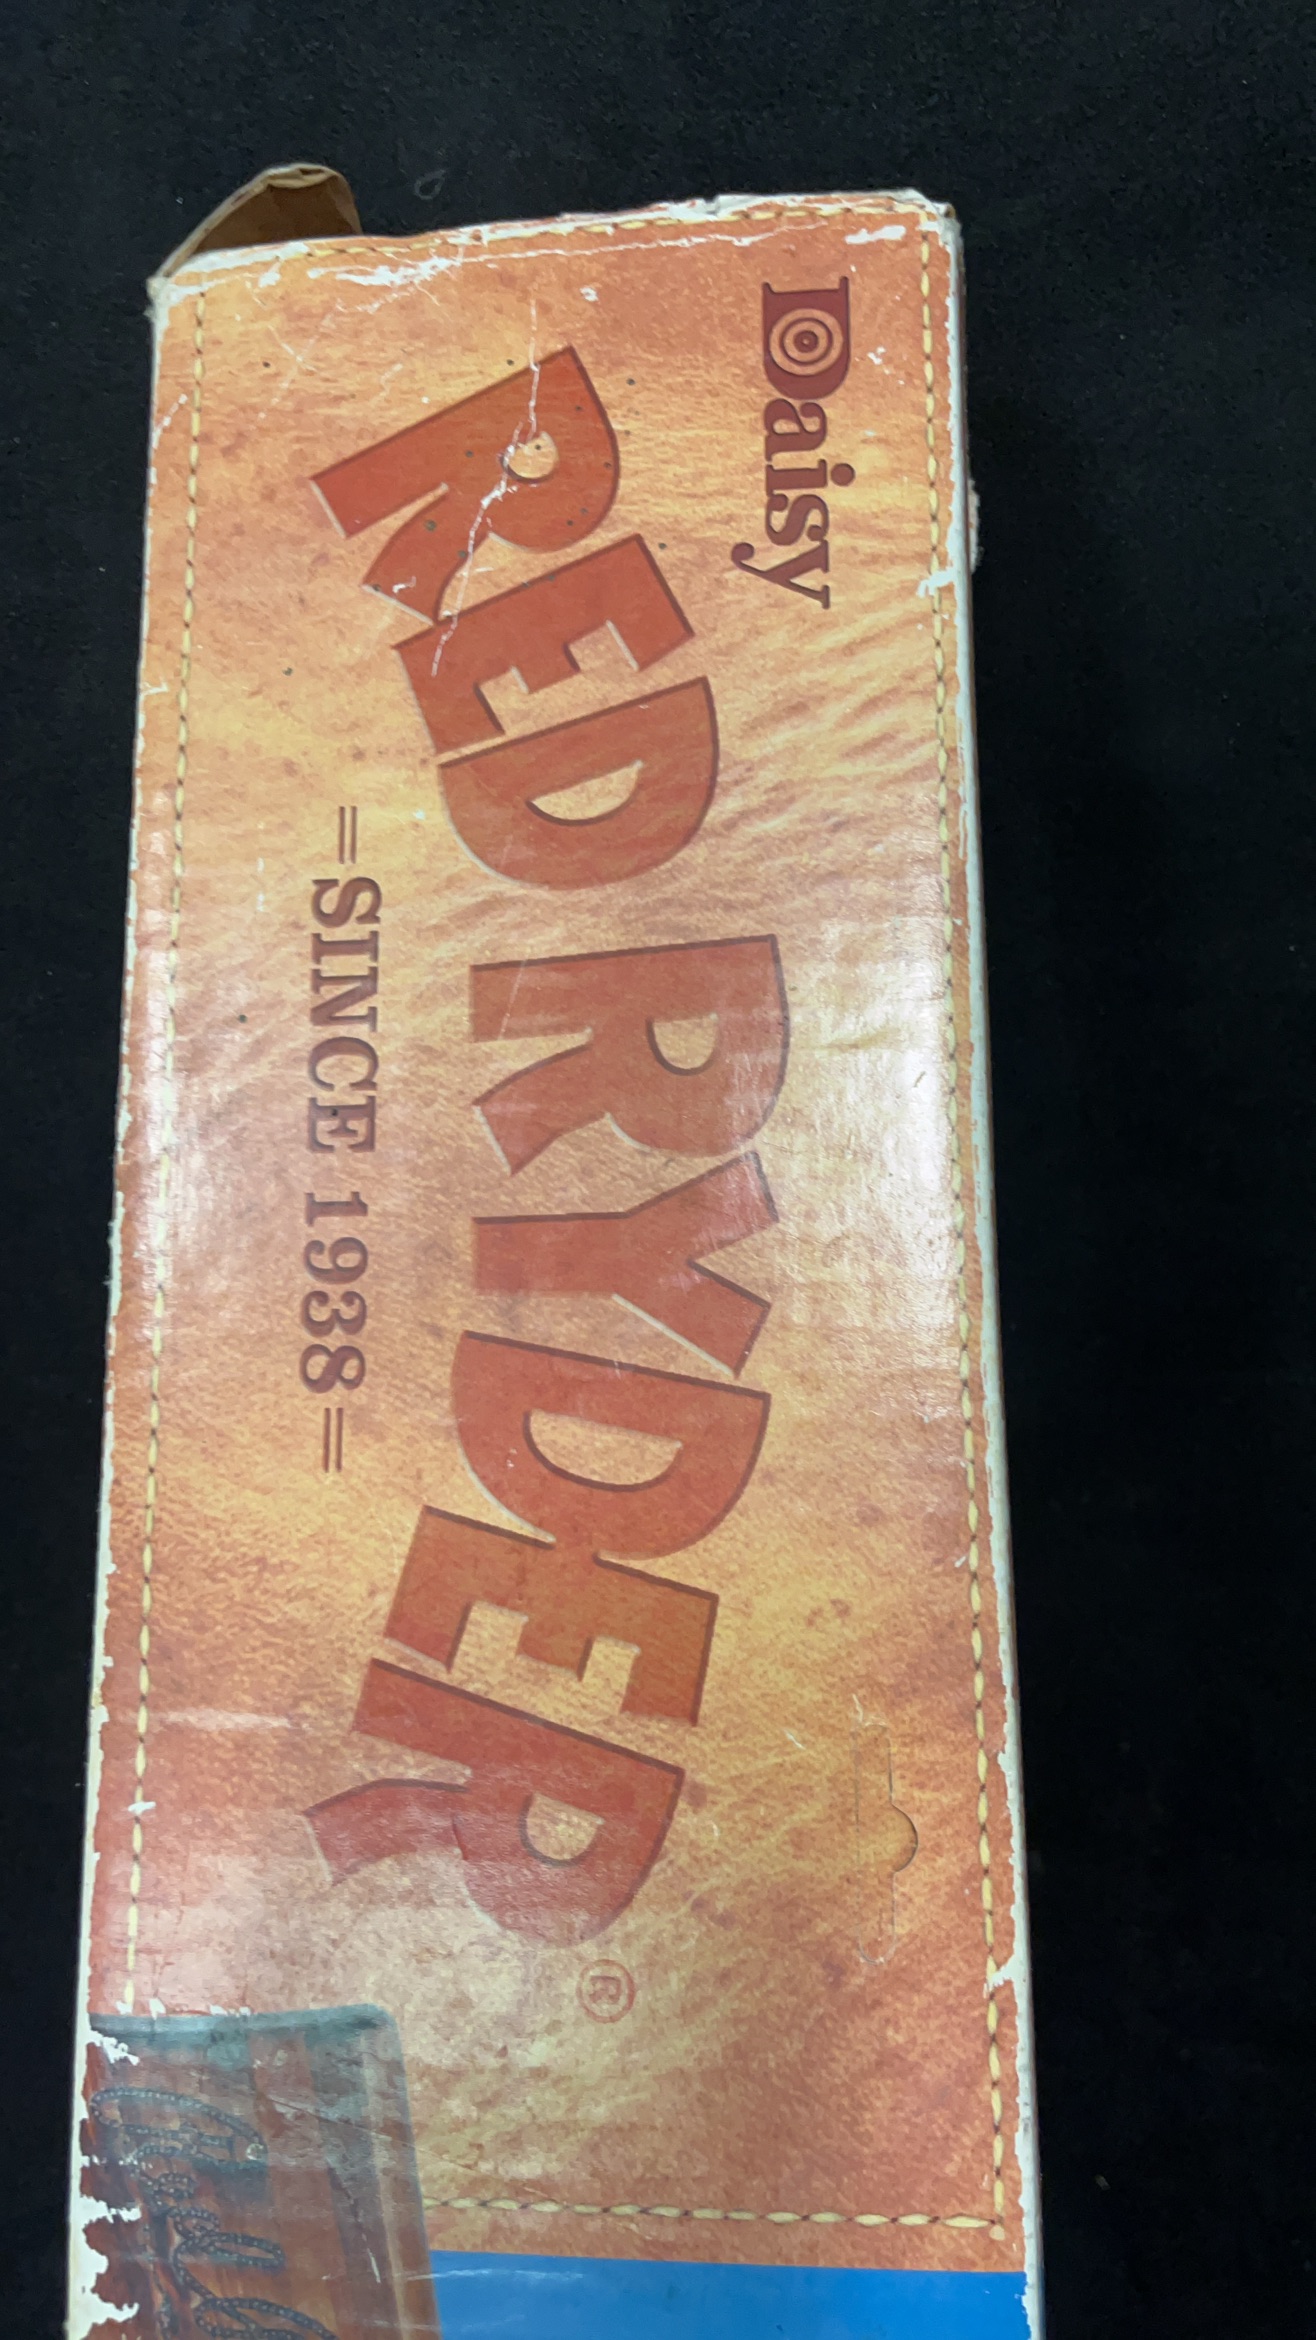 Daisy
RED RYDER®
=SINCE 1938=